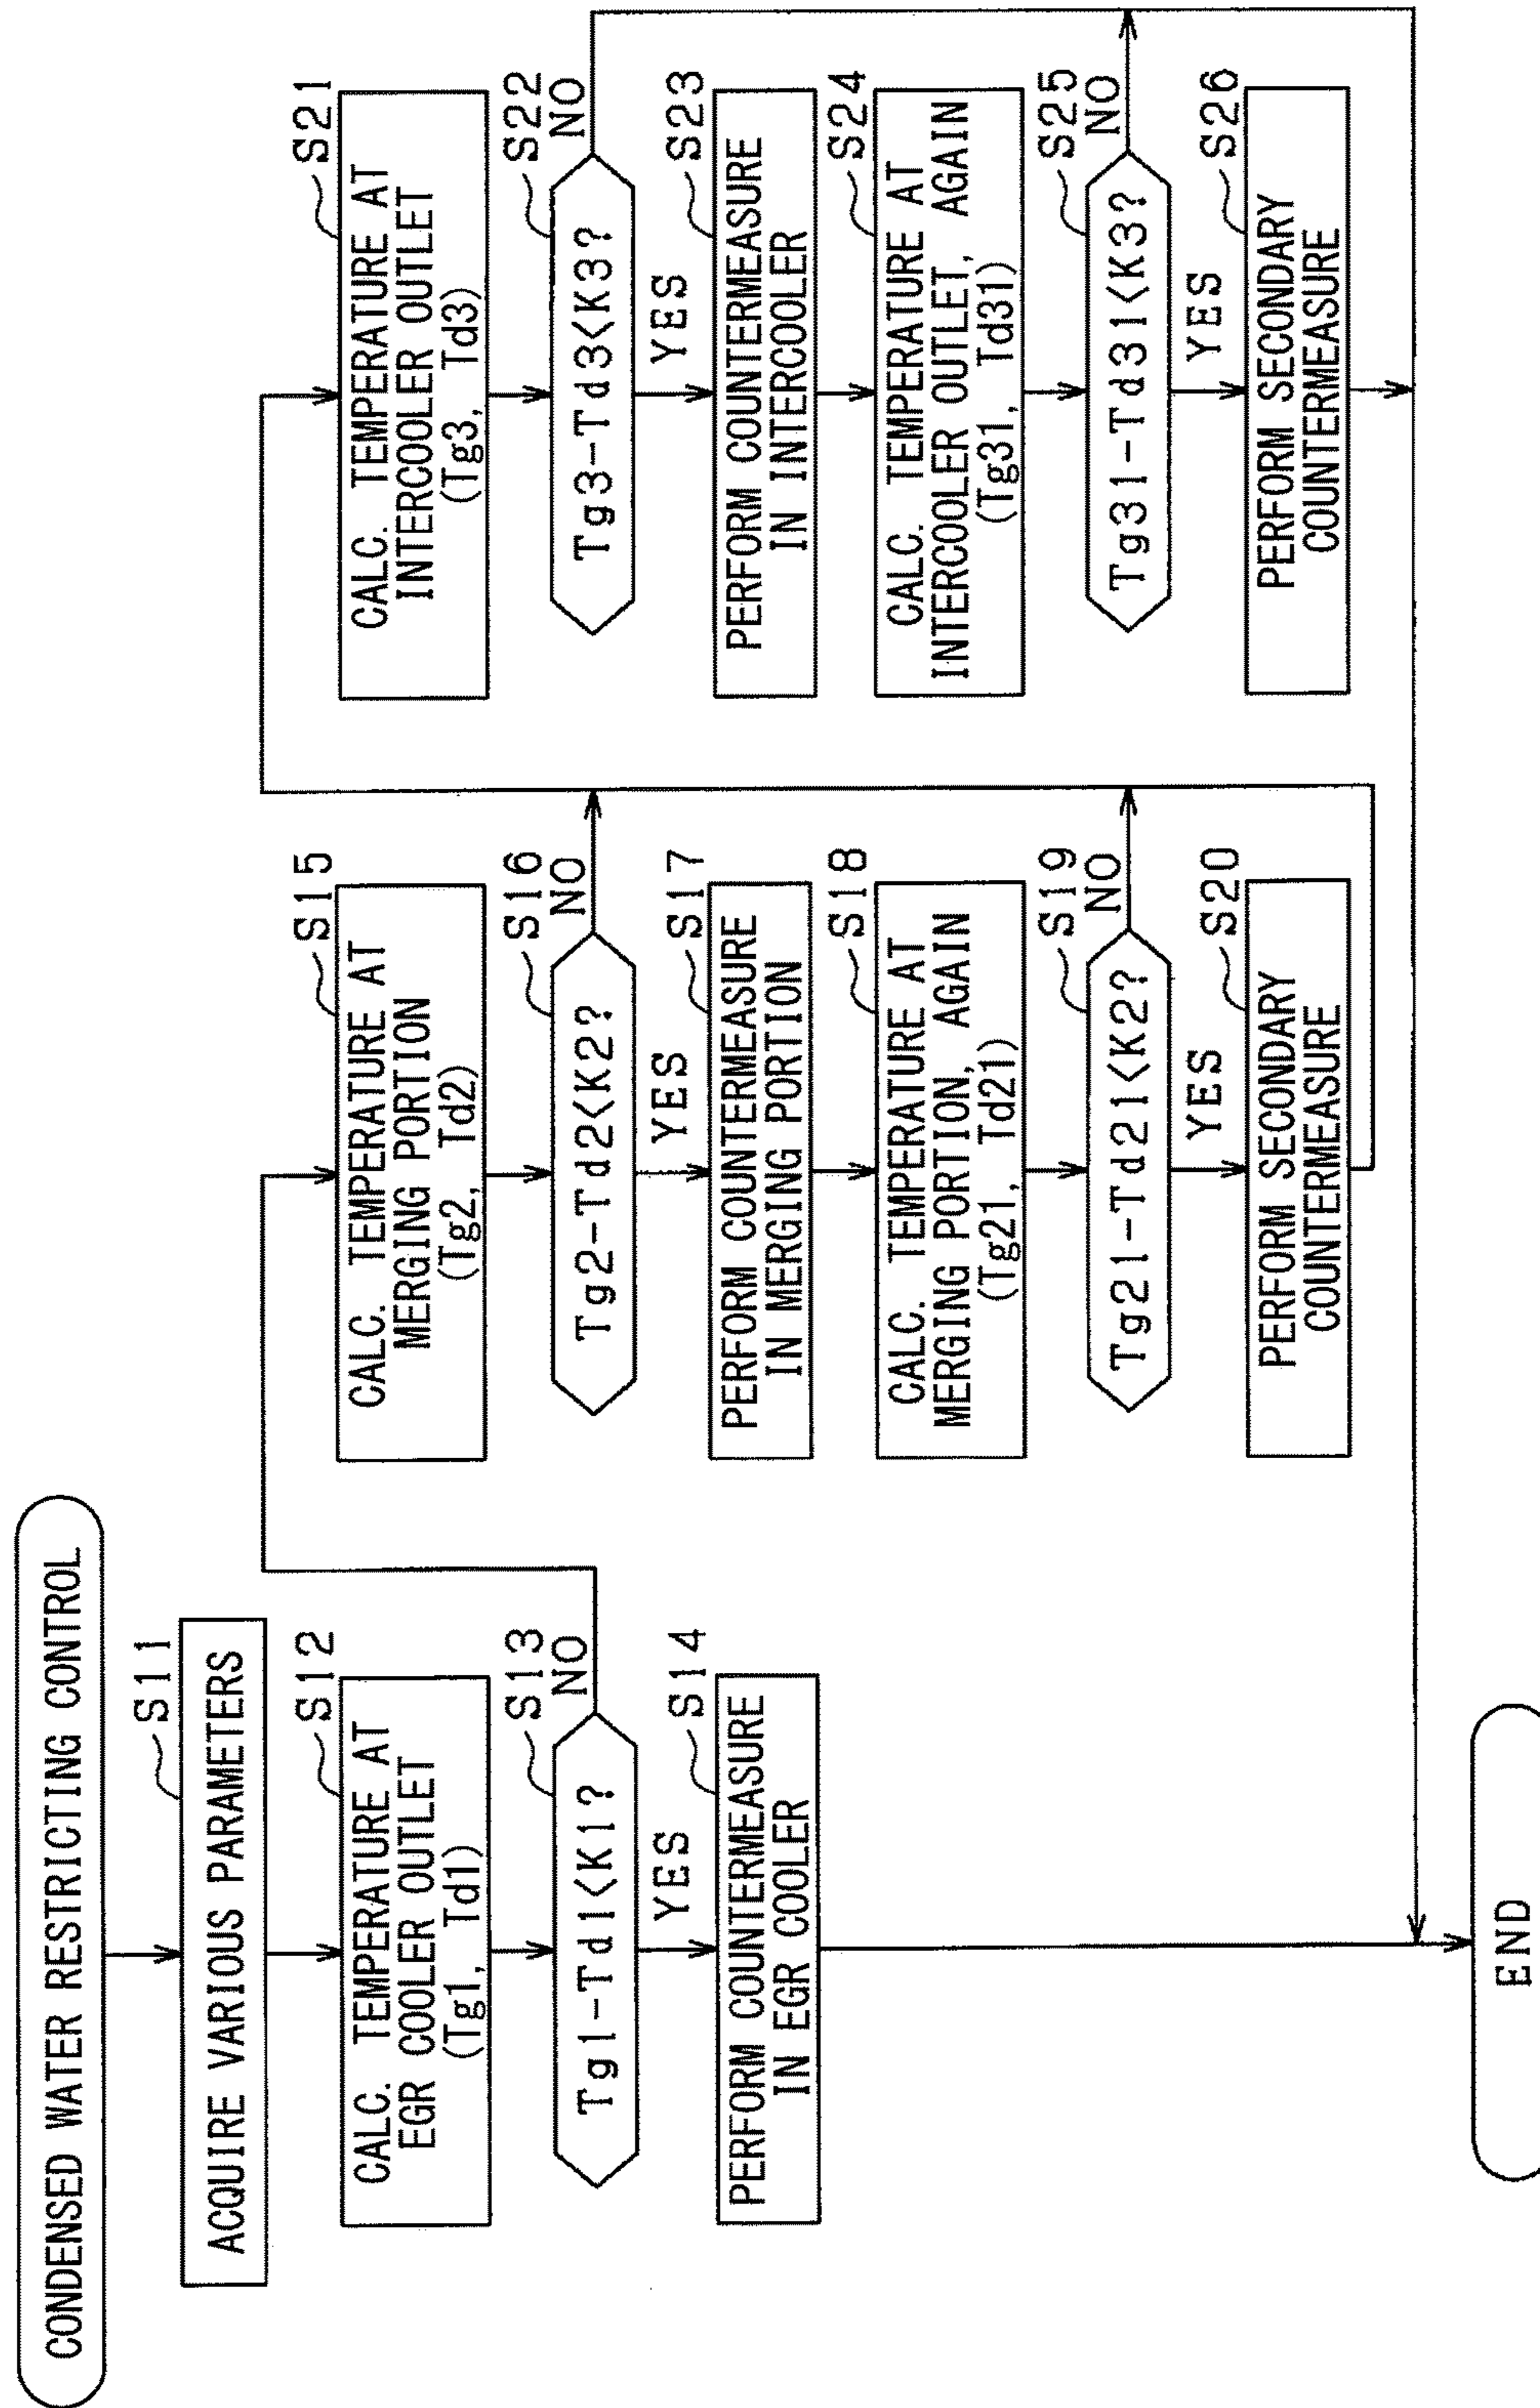 CONDENSED WATER RESTRICTING CONTROL
S11
ACQUIRE VARIOUS PARAMETERS
S12
CALC. TEMPERATURE AT
EGR COOLER OUTLET
(Tg1, Td1)
S13
Tg1-Td1<K1?
NO
YES
S14
PERFORM COUNTERMEASURE
IN EGR COOLER
S15
CALC. TEMPERATURE AT
MERGING PORTION
(Tg2, Td2)
S16
Tg2-Td2<K2?
NO
YES
S17
PERFORM COUNTERMEASURE
IN MERGING PORTION
S18
CALC. TEMPERATURE AT
MERGING PORTION, AGAIN
(Tg21, Td21)
S19
Tg21-Td21<K2?
NO
YES
S20
PERFORM SECONDARY
COUNTERMEASURE
S21
CALC. TEMPERATURE AT
INTERCOOLER OUTLET
(Tg3, Td3)
S22
Tg3-Td3<K3?
NO
YES
S23
PERFORM COUNTERMEASURE
IN INTERCOOLER
S24
CALC. TEMPERATURE AT
INTERCOOLER OUTLET, AGAIN
(Tg31, Td31)
S25
Tg31-Td31<K3?
NO
YES
S26
PERFORM SECONDARY
COUNTERMEASURE
END